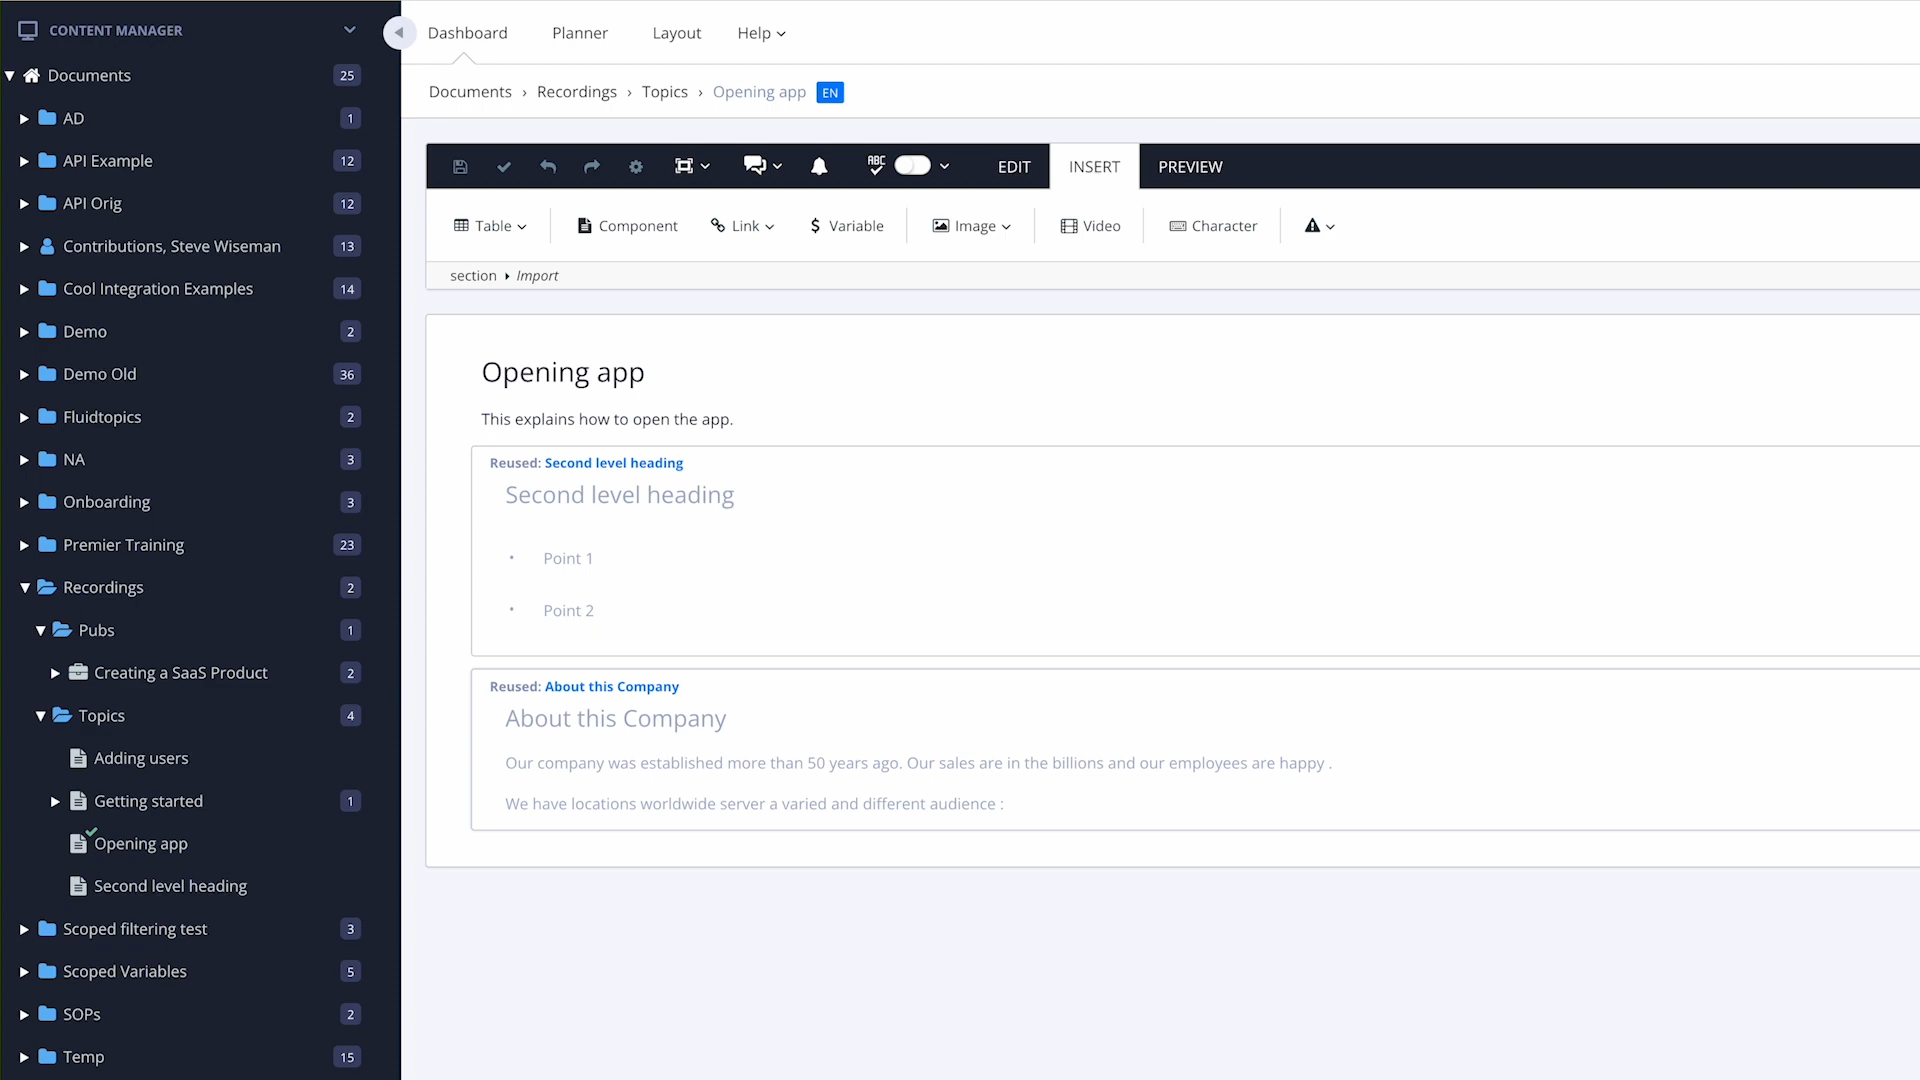 CONTENT MANAGER
Documents 25
AD 1
API Example 12
API Orig 12
Contributions, Steve Wiseman 13
Cool Integration Examples 14
Demo 2
Demo Old 36
Fluidtopics 2
NA 3
Onboarding 3
Premier Training 23
Recordings 2
Pubs 1
Creating a SaaS Product 2
Topics 4
Adding users
Getting started 1
Opening app
Second level heading
Scoped filtering test 3
Scoped Variables 5
SOPs 2
Temp 15
Dashboard Planner Layout Help
Documents › Recordings › Topics › Opening app EN
ABC EDIT INSERT PREVIEW
Table Component Link $ Variable Image Video Character
section Import
Opening app
This explains how to open the app.
Reused: Second level heading
Second level heading
• Point 1
• Point 2
Reused: About this Company
About this Company
Our company was established more than 50 years ago. Our sales are in the billions and our employees are happy .
We have locations worldwide server a varied and different audience :